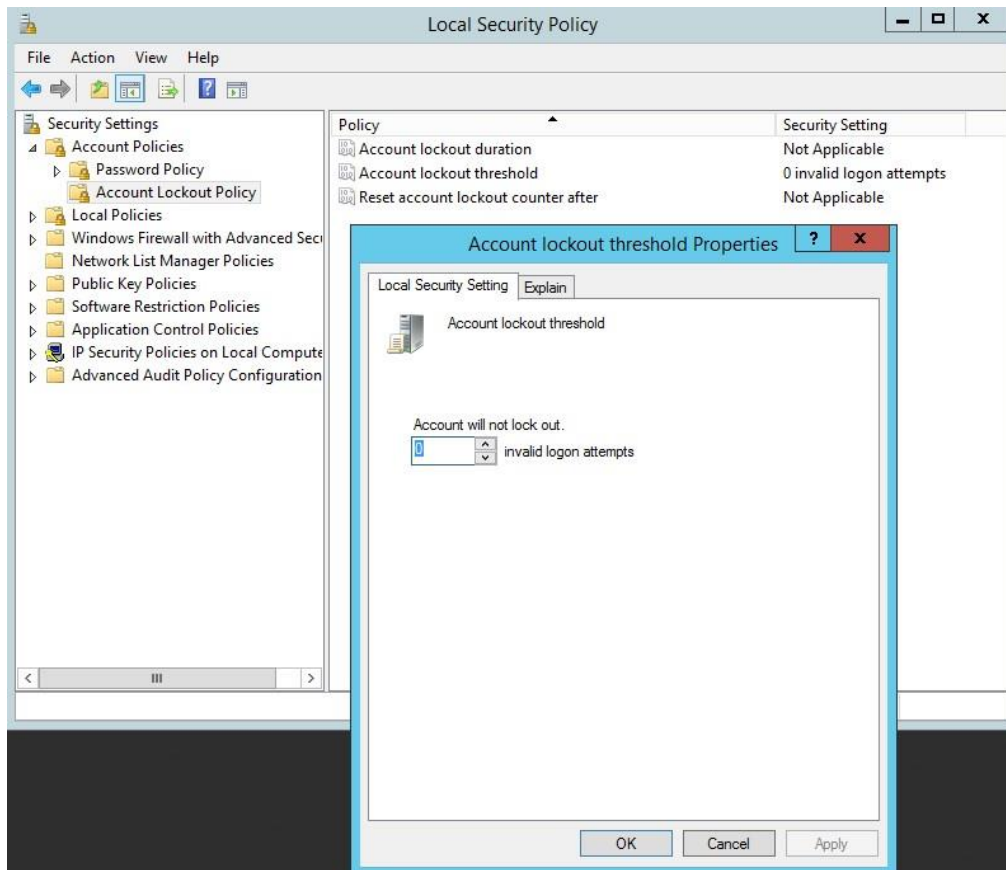 Local Security Policy
File Action View Help
Security Settings
Account Policies
Password Policy
Account Lockout Policy
Local Policies
Windows Firewall with Advanced Secu
Network List Manager Policies
Public Key Policies
Software Restriction Policies
Application Control Policies
IP Security Policies on Local Compute
Advanced Audit Policy Configuration
Policy Security Setting
Account lockout duration Not Applicable
Account lockout threshold 0 invalid logon attempts
Reset account lockout counter after Not Applicable
Account lockout threshold Properties
Local Security Setting Explain
Account lockout threshold
Account will not lock out.
0 invalid logon attempts
OK Cancel Apply